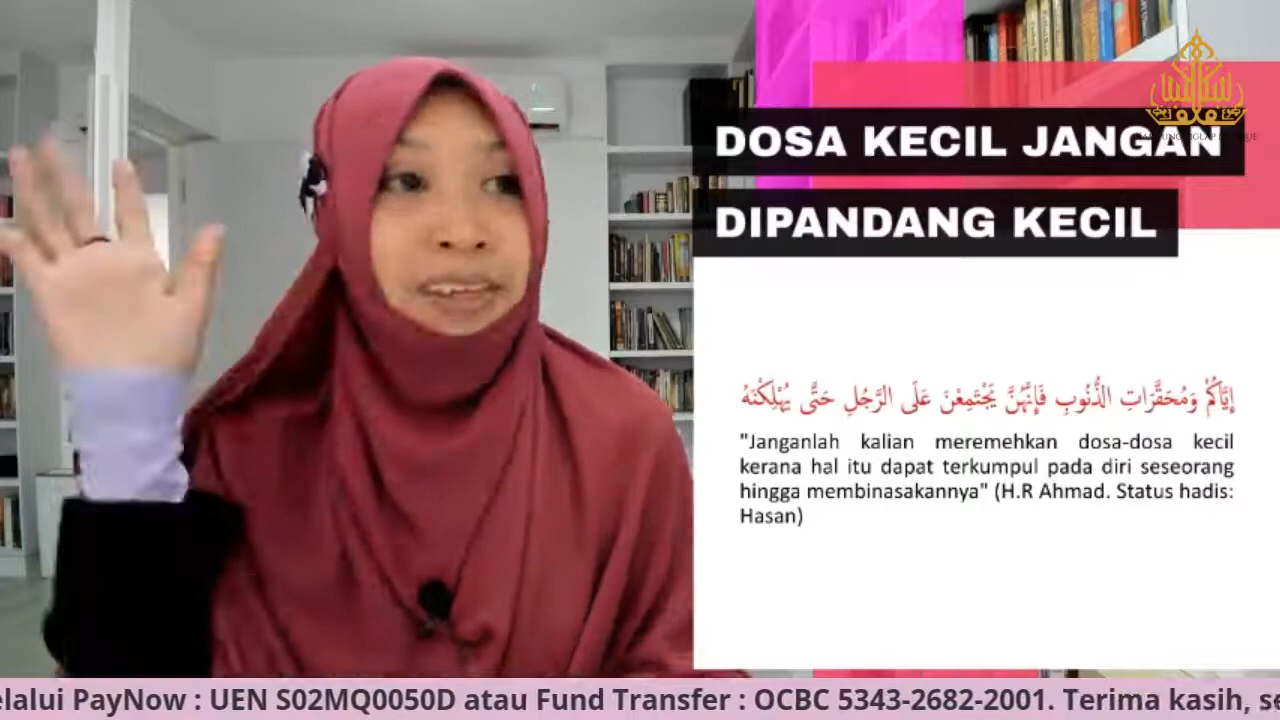 DOSA KECIL JANGAN
DIPANDANG KECIL
إِيَّاكُمْ وَمُحَقَّرَاتِ الذُّنُوبِ فَإِنَّهُنَّ يَجْتَمِعْنَ عَلَى الرَّجُلِ حَتَّى يُهْلِكْنَهُ
"Janganlah kalian meremehkan dosa-dosa kecil
kerana hal itu dapat terkumpul pada diri seseorang
hingga membinasakannya" (H.R Ahmad. Status hadis:
Hasan)
elalui PayNow : UEN S02MQ0050D atau Fund Transfer : OCBC 5343-2682-2001. Terima kasih, s